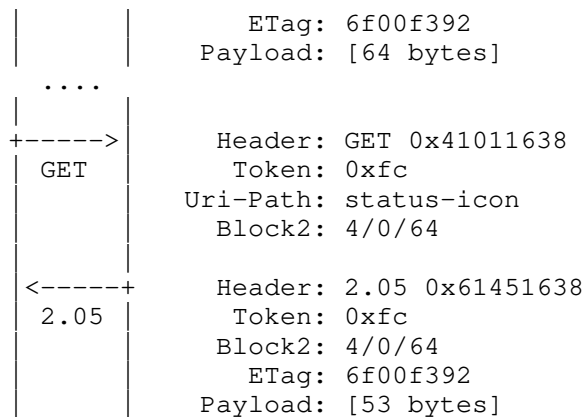 |     |        ETag: 6f00f392
|     |     Payload: [64 bytes]
  ....
|     |
+----->|      Header: GET 0x41011638
| GET |       Token: 0xfc
|     |    Uri-Path: status-icon
|     |      Block2: 4/0/64
|     |
|<-----+      Header: 2.05 0x61451638
| 2.05 |       Token: 0xfc
|     |      Block2: 4/0/64
|     |        ETag: 6f00f392
|     |     Payload: [53 bytes]